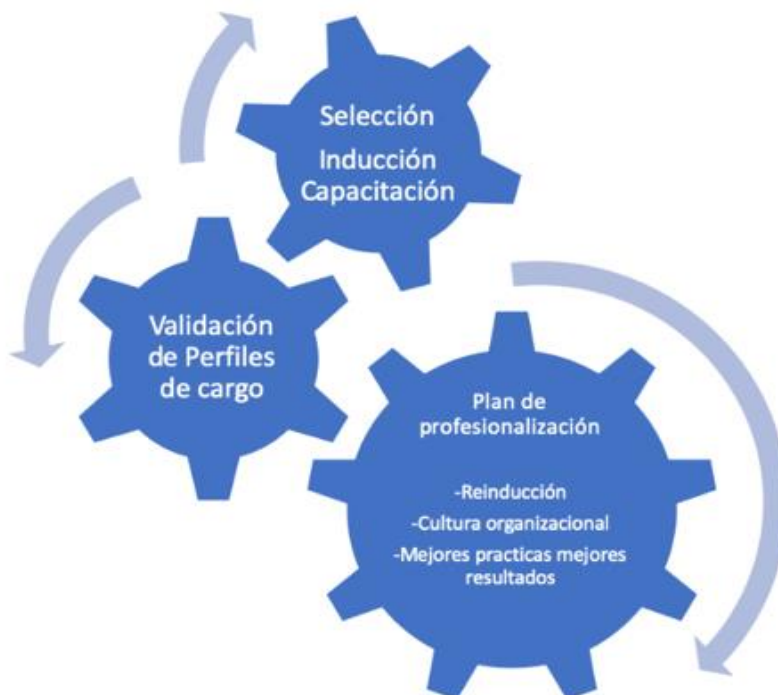 Selección
Inducción
Capacitación
Validación
de Perfiles
de cargo
Plan de
profesionalización
-Reinducción
-Cultura organizacional
-Mejores practicas mejores
resultados